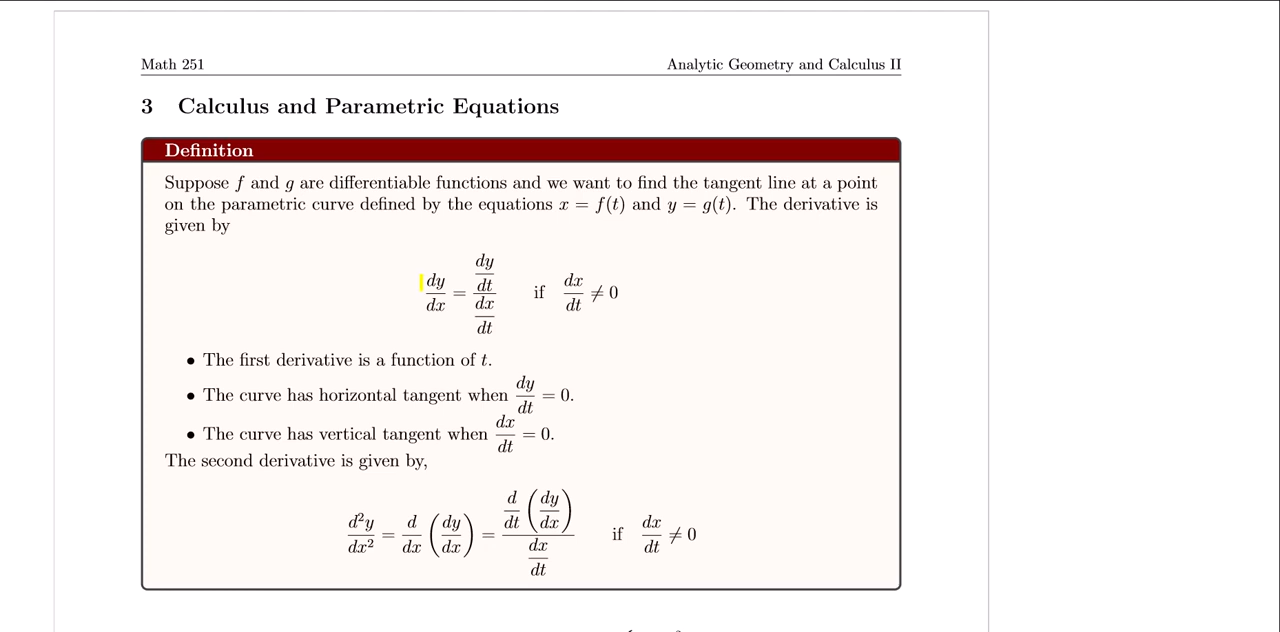 Math 251 Analytic Geometry and Calculus II
3 Calculus and Parametric Equations
Definition
Suppose f and g are differentiable functions and we want to find the tangent line at a point
on the parametric curve defined by the equations x = f(t) and y = g(t). The derivative is
given by
dy/dx = (dy/dt)/(dx/dt) if dx/dt ≠ 0
• The first derivative is a function of t.
• The curve has horizontal tangent when dy/dt = 0.
• The curve has vertical tangent when dx/dt = 0.
The second derivative is given by,
d²y/dx² = d/dx (dy/dx) = (d/dt (dy/dx))/(dx/dt) if dx/dt ≠ 0